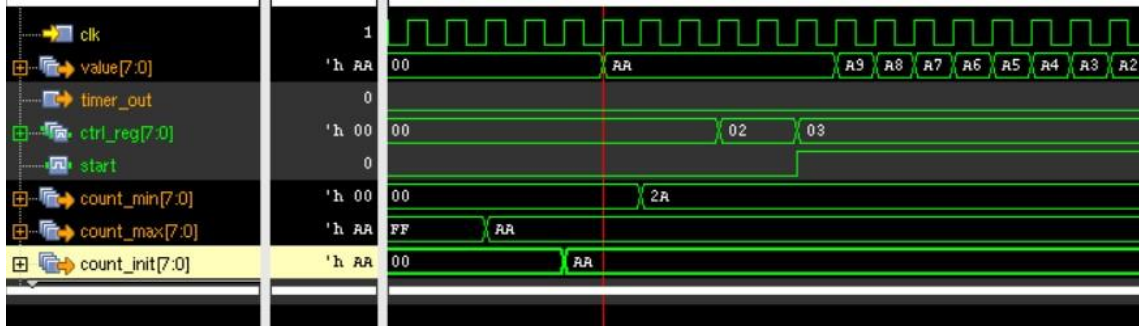 clk 1
value[7:0] 'h AA 00 AA A9 A8 A7 A6 A5 A4 A3 A2
timer_out 0
ctrl_reg[7:0] 'h 00 00 02 03
start 0
count_min[7:0] 'h 00 00 2A
count_max[7:0] 'h AA FF AA
count_init[7:0] 'h AA 00 AA